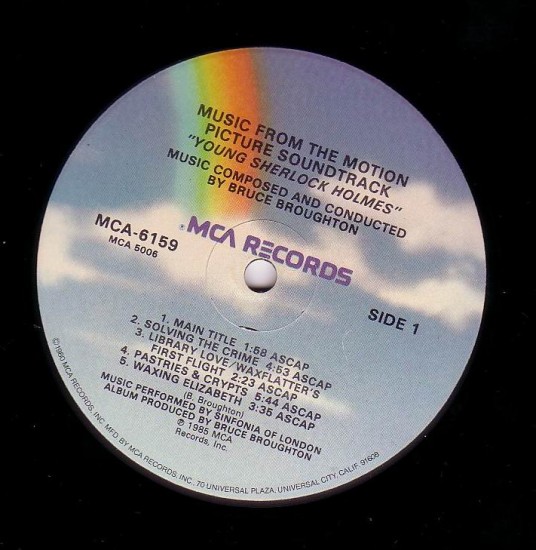 MUSIC FROM THE MOTION
PICTURE SOUNDTRACK
"YOUNG SHERLOCK HOLMES"
MUSIC COMPOSED AND CONDUCTED
BY BRUCE BROUGHTON
MCA-6159
MCA 5006
®MCA RECORDS
SIDE 1
1. MAIN TITLE 1:58 ASCAP
2. SOLVING THE CRIME 4:53 ASCAP
3. LIBRARY LOVE/WAXFLATTER'S
FIRST FLIGHT 2:23 ASCAP
4. PASTRIES & CRYPTS 5:44 ASCAP
5. WAXING ELIZABETH 3:35 ASCAP
(B. Broughton)
MUSIC PERFORMED BY SINFONIA OF LONDON
ALBUM PRODUCED BY BRUCE BROUGHTON
℗ 1985 MCA
Records, Inc.
©1980 MCA RECORDS, INC. MFD BY MCA RECORDS, INC., 70 UNIVERSAL PLAZA, UNIVERSAL CITY, CALIF. 91608